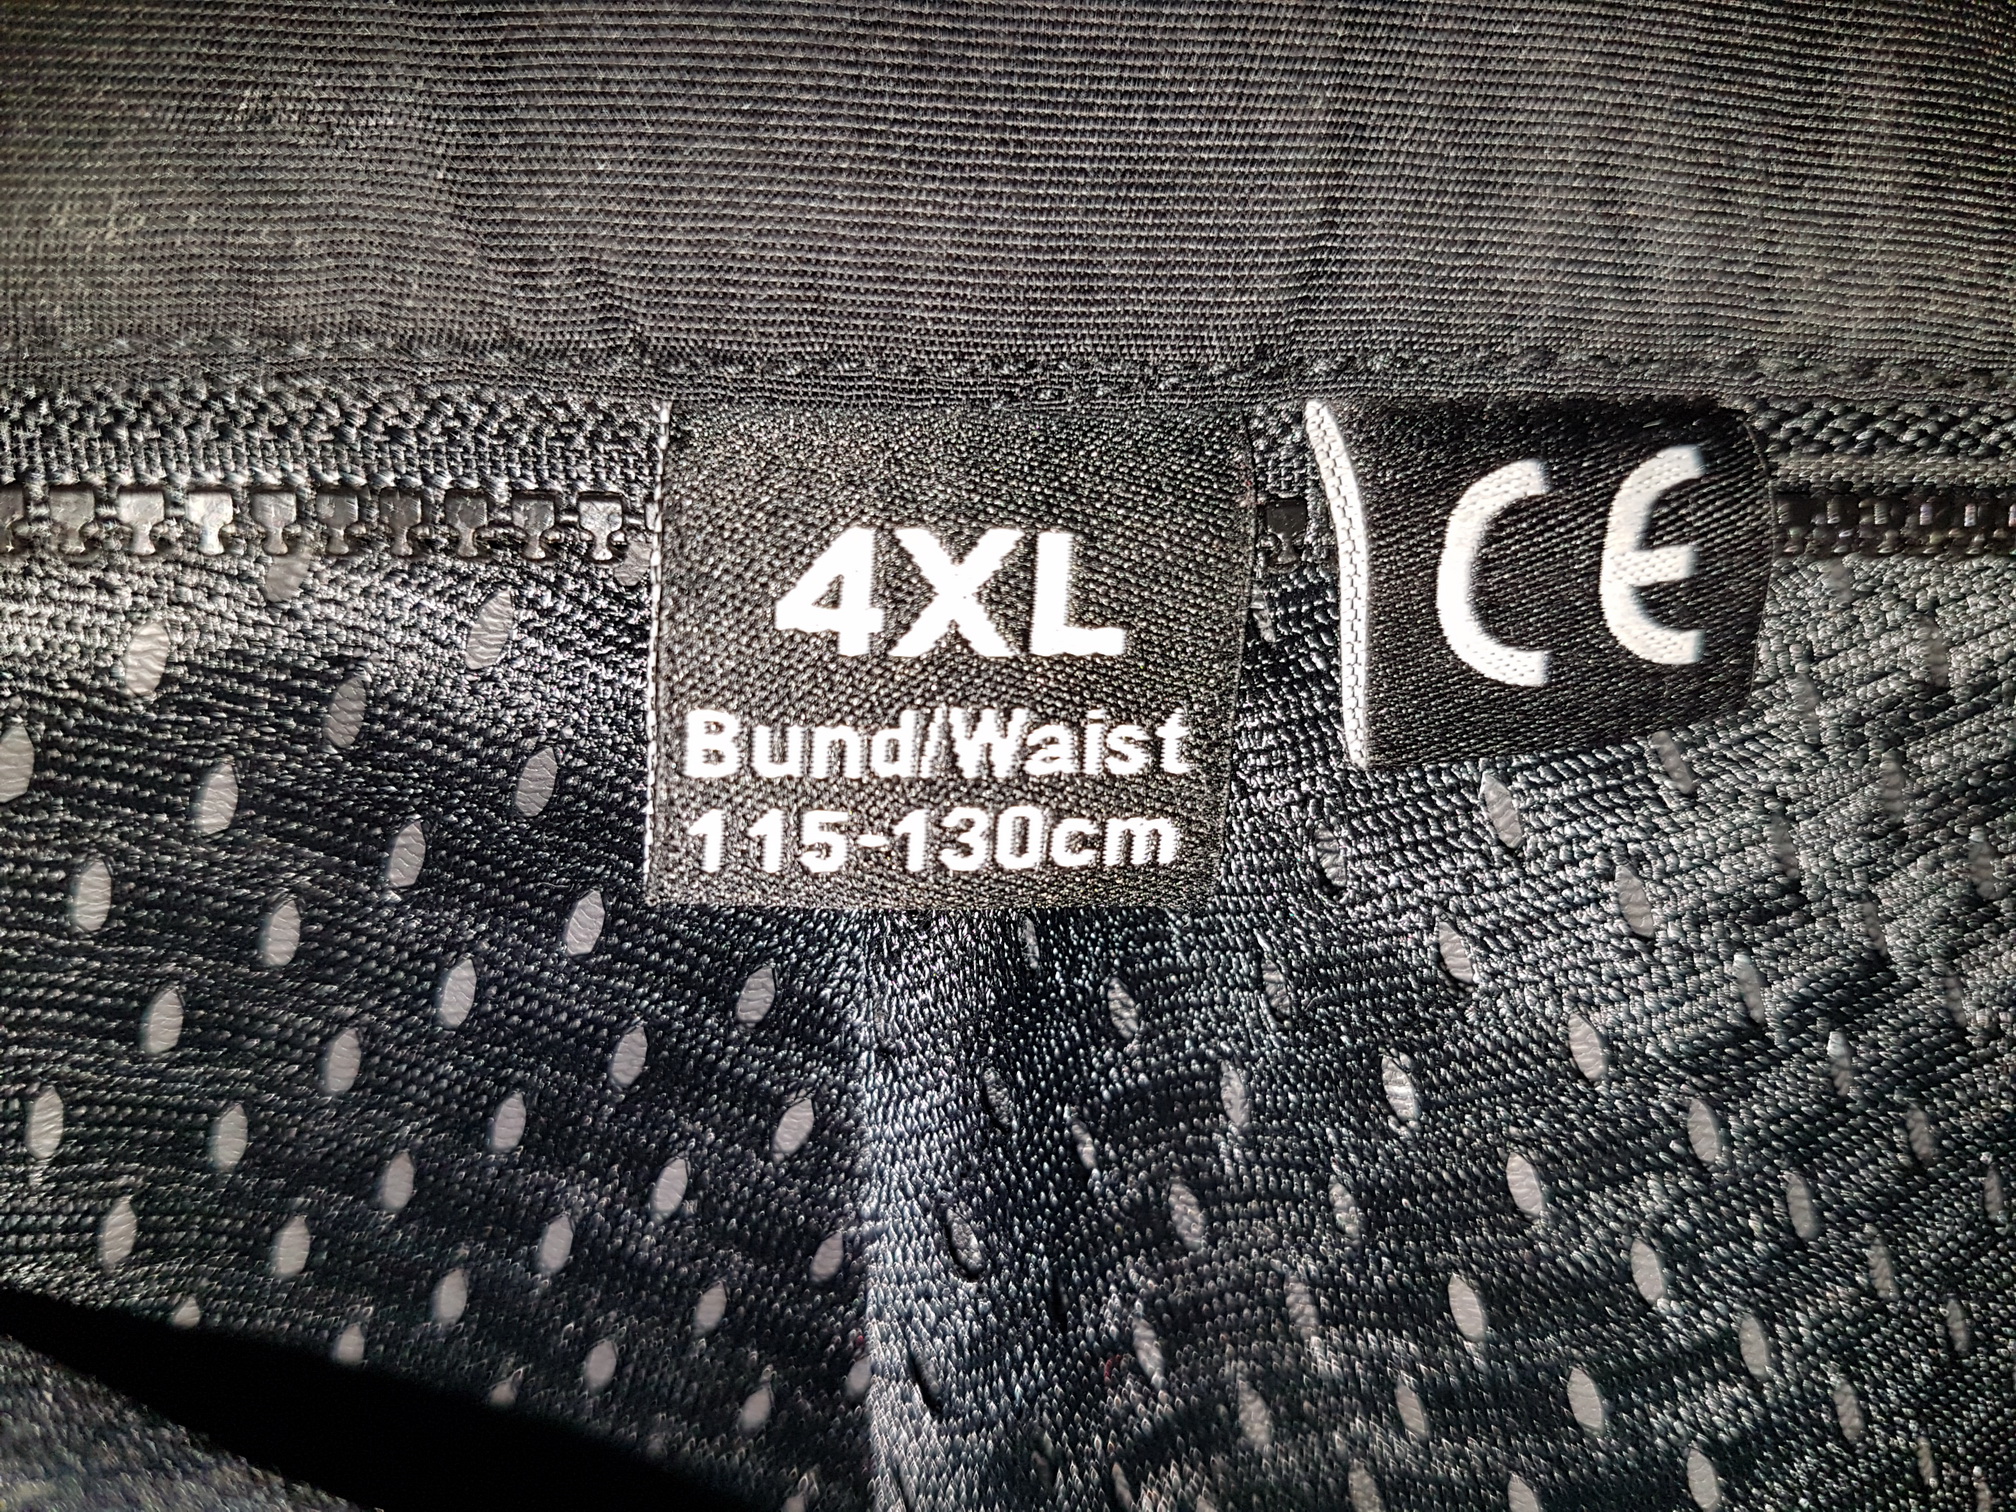 4XL
Bund/Waist
115-130cm
CE